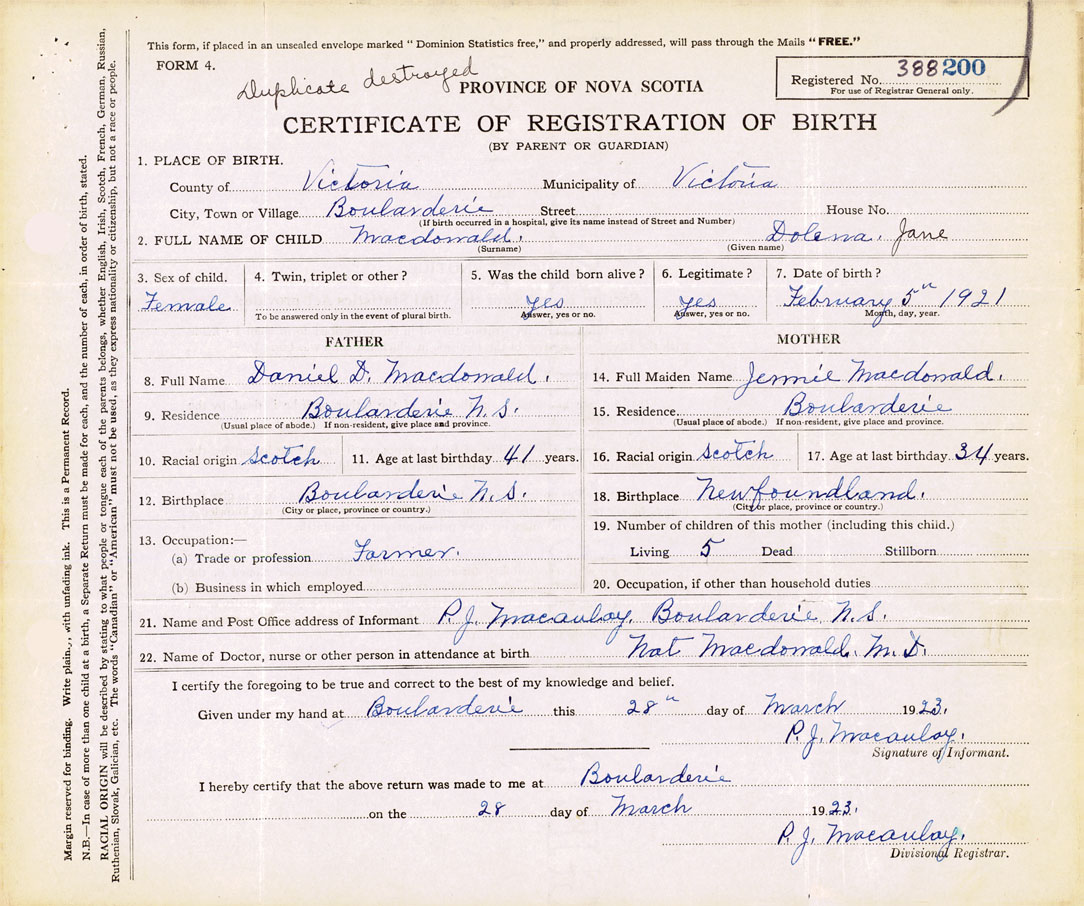 This form, if placed in an unsealed envelope marked "Dominion Statistics free," and properly addressed, will pass through the Mails "FREE."
FORM 4.
Duplicate destroyed
PROVINCE OF NOVA SCOTIA
Registered No. 388200
For use of Registrar General only.
CERTIFICATE OF REGISTRATION OF BIRTH
(BY PARENT OR GUARDIAN)
1. PLACE OF BIRTH.
County of Victoria Municipality of Victoria
City, Town or Village Boularderie Street House No.
(If birth occurred in a hospital, give its name instead of Street and Number)
2. FULL NAME OF CHILD Macdonald. Dolena. Jane
(Surname) (Given name)
3. Sex of child. 4. Twin, triplet or other? 5. Was the child born alive? 6. Legitimate? 7. Date of birth?
Female yes yes February 5th 1921
To be answered only in the event of plural birth. Answer, yes or no. Answer, yes or no. Month, day, year.
FATHER MOTHER
8. Full Name Daniel D. Macdonald. 14. Full Maiden Name Jennie Macdonald.
9. Residence Boularderie N.S. 15. Residence Boularderie
(Usual place of abode.) If non-resident, give place and province. (Usual place of abode.) If non-resident, give place and province.
10. Racial origin Scotch 11. Age at last birthday 41 years. 16. Racial origin Scotch 17. Age at last birthday 34 years.
12. Birthplace Boularderie N.S. 18. Birthplace Newfoundland.
(City or place, province or country.) (City or place, province or country.)
13. Occupation:— 19. Number of children of this mother (including this child.)
(a) Trade or profession Farmer. Living 5 Dead Stillborn
(b) Business in which employed 20. Occupation, if other than household duties
21. Name and Post Office address of Informant P.J. Macaulay, Boularderie N.S.
22. Name of Doctor, nurse or other person in attendance at birth Nat Macdonald. M.D.
I certify the foregoing to be true and correct to the best of my knowledge and belief.
Given under my hand at Boularderie this 28th day of March 1923.
P.J. Macaulay.
Signature of Informant.
I hereby certify that the above return was made to me at Boularderie
on the 28 day of March 1923.
P.J. Macaulay.
Divisional Registrar.
Margin reserved for binding. Write plainly, with unfading ink. This is a Permanent Record.
N.B.—In case of more than one child at a birth, a Separate Return must be made for each, and the number of each, in order of birth, stated.
RACIAL ORIGIN will be described by stating to what people or tongue each of the parents belongs, whether English, Irish, Scotch, French, German, Russian,
Ruthenian, Slovak, Galician, etc. The words "Canadian" or "American" must not be used, as they express nationality or citizenship, but not a race or people.